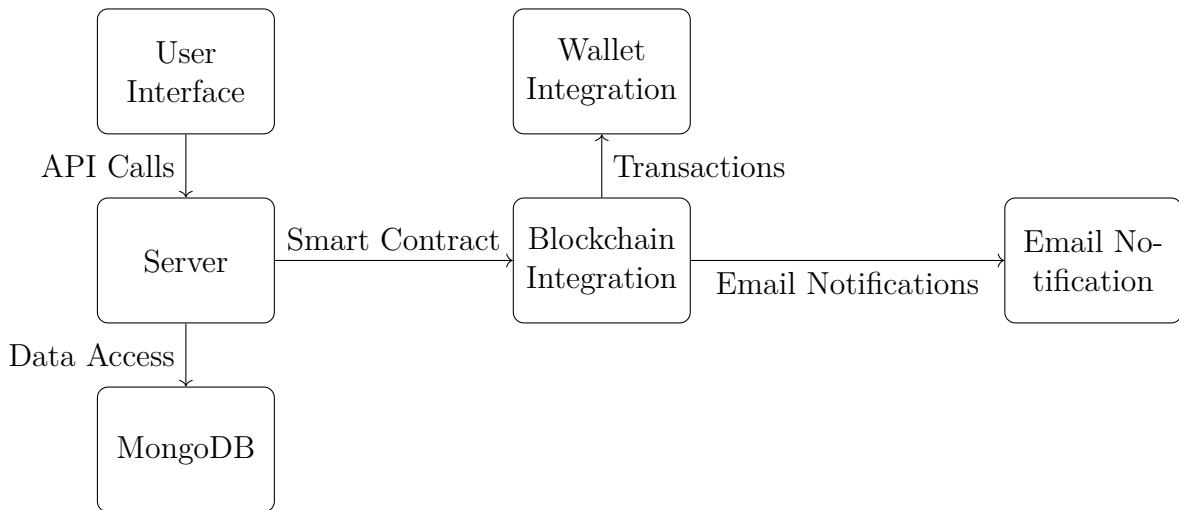 User
Interface
Wallet
Integration
API Calls
Transactions
Server
Smart Contract
Blockchain
Integration
Email Notifications
Email No-
tification
Data Access
MongoDB